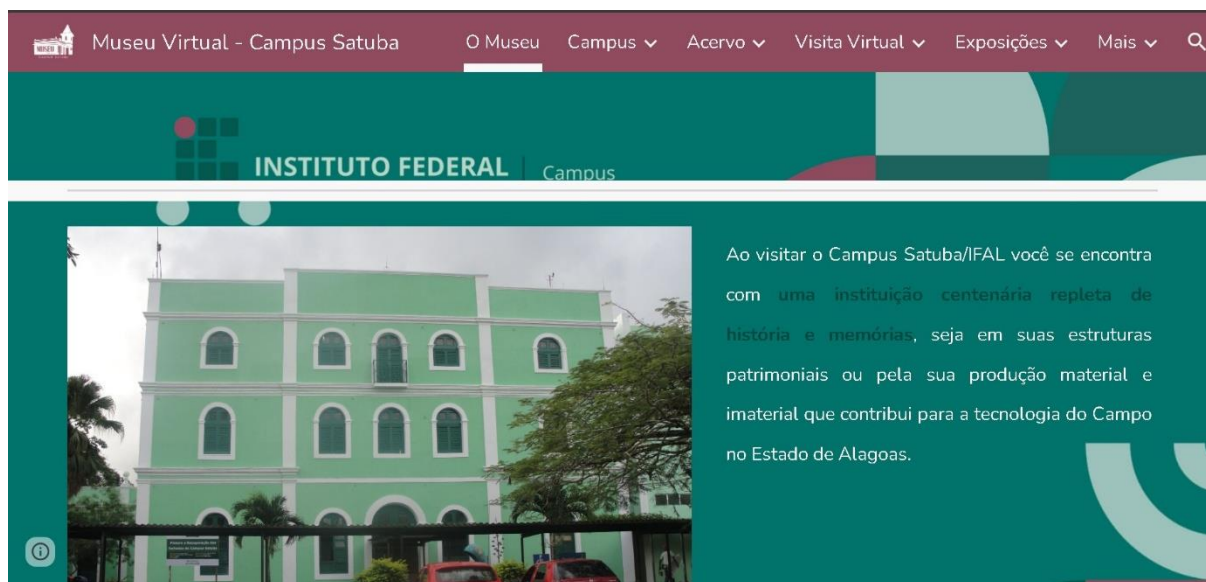 Museu Virtual - Campus Satuba
O Museu
Campus
Acervo
Visita Virtual
Exposições
Mais
INSTITUTO FEDERAL
Campus
Ao visitar o Campus Satuba/IFAL você se encontra
com uma instituição centenária repleta de
história e memórias, seja em suas estruturas
patrimoniais ou pela sua produção material e
imaterial que contribui para a tecnologia do Campo
no Estado de Alagoas.